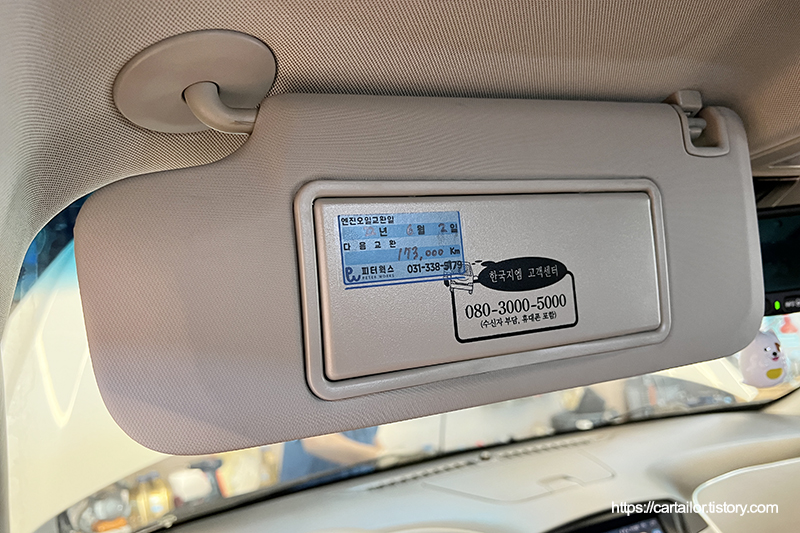 엔진오일교환일
년 6월 2일
다음교환
173,000 Km
PW 피터웍스 031-338-5179
PETER WORKS
한국지엠 고객센터
080-3000-5000
(수신자 부담, 휴대폰 포함)
https://cartailor.tistory.com